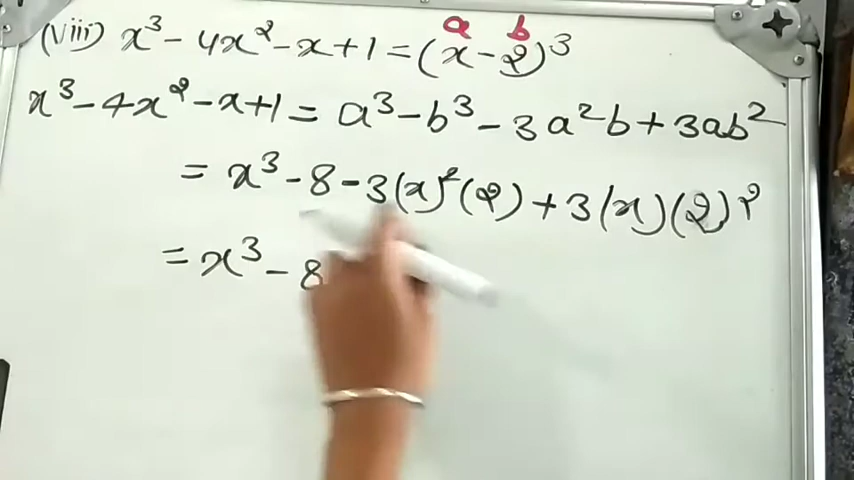 a b
(viii) x³ - 4x² - x + 1 = (x - 2)³
x³ - 4x² - x + 1 = a³ - b³ - 3a²b + 3ab²
= x³ - 8 - 3(x)²(2) + 3(x)(2)²
= x³ - 8